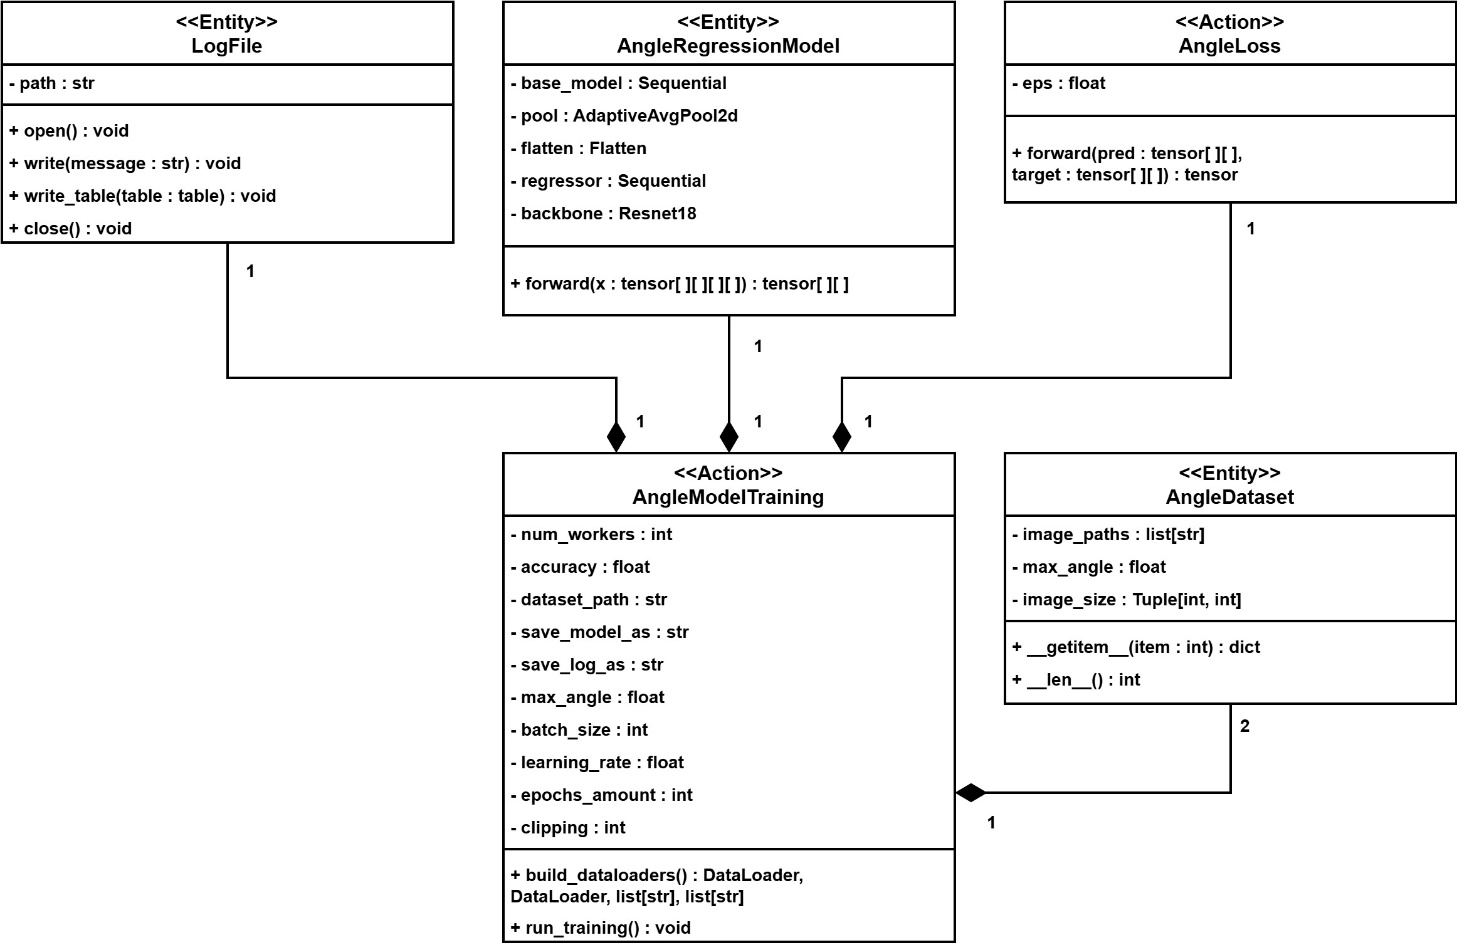 <<Entity>>
LogFile
- path : str
+ open() : void
+ write(message : str) : void
+ write_table(table : table) : void
+ close() : void
1
<<Entity>>
AngleRegressionModel
- base_model : Sequential
- pool : AdaptiveAvgPool2d
- flatten : Flatten
- regressor : Sequential
- backbone : Resnet18
+ forward(x : tensor[ ][ ][ ][ ]) : tensor[ ][ ]
1
<<Action>>
AngleLoss
- eps : float
+ forward(pred : tensor[ ][ ],
target : tensor[ ][ ]) : tensor
1
1
1
1
<<Action>>
AngleModelTraining
- num_workers : int
- accuracy : float
- dataset_path : str
- save_model_as : str
- save_log_as : str
- max_angle : float
- batch_size : int
- learning_rate : float
- epochs_amount : int
- clipping : int
+ build_dataloaders() : DataLoader,
DataLoader, list[str], list[str]
+ run_training() : void
<<Entity>>
AngleDataset
- image_paths : list[str]
- max_angle : float
- image_size : Tuple[int, int]
+ __getitem__(item : int) : dict
+ __len__() : int
2
1